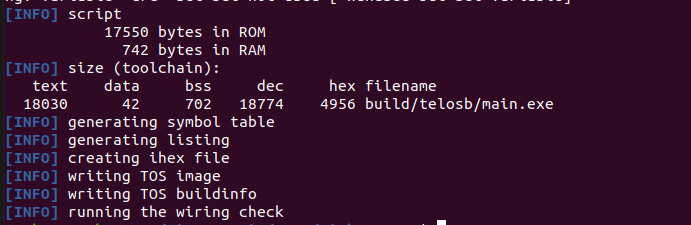 [INFO] script
17550 bytes in ROM
742 bytes in RAM
[INFO] size (toolchain):
text data bss dec hex filename
18030 42 702 18774 4956 build/telosb/main.exe
[INFO] generating symbol table
[INFO] generating listing
[INFO] creating ihex file
[INFO] writing TOS image
[INFO] writing TOS buildinfo
[INFO] running the wiring check